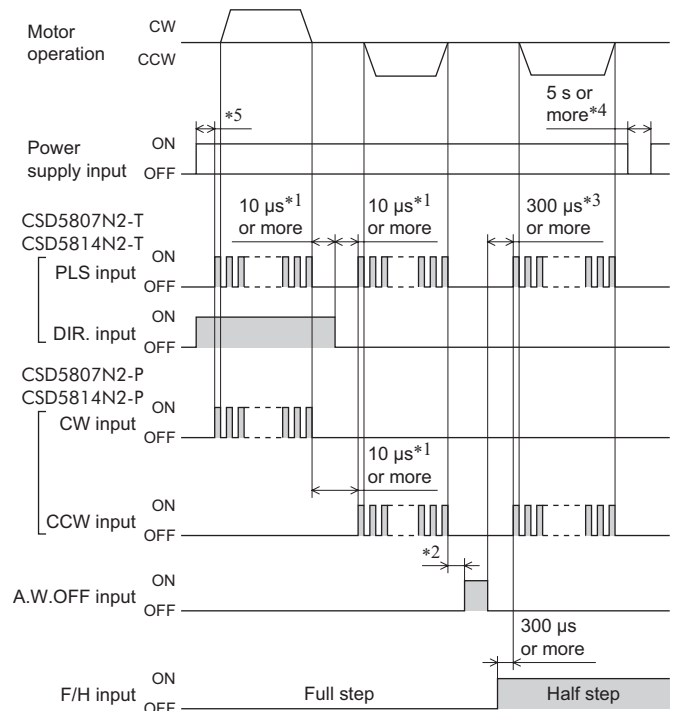 Motor
operation
CW
CCW
*5
5 s or
more*4
Power
supply input
ON
OFF
CSD5807N2-T
CSD5814N2-T
10 µs*1
or more
10 µs*1
or more
300 µs*3
or more
PLS input
ON
OFF
DIR. input
ON
OFF
CSD5807N2-P
CSD5814N2-P
CW input
ON
OFF
10 µs*1
or more
CCW input
ON
OFF
*2
A.W.OFF input
ON
OFF
300 µs
or more
F/H input
ON
OFF
Full step
Half step